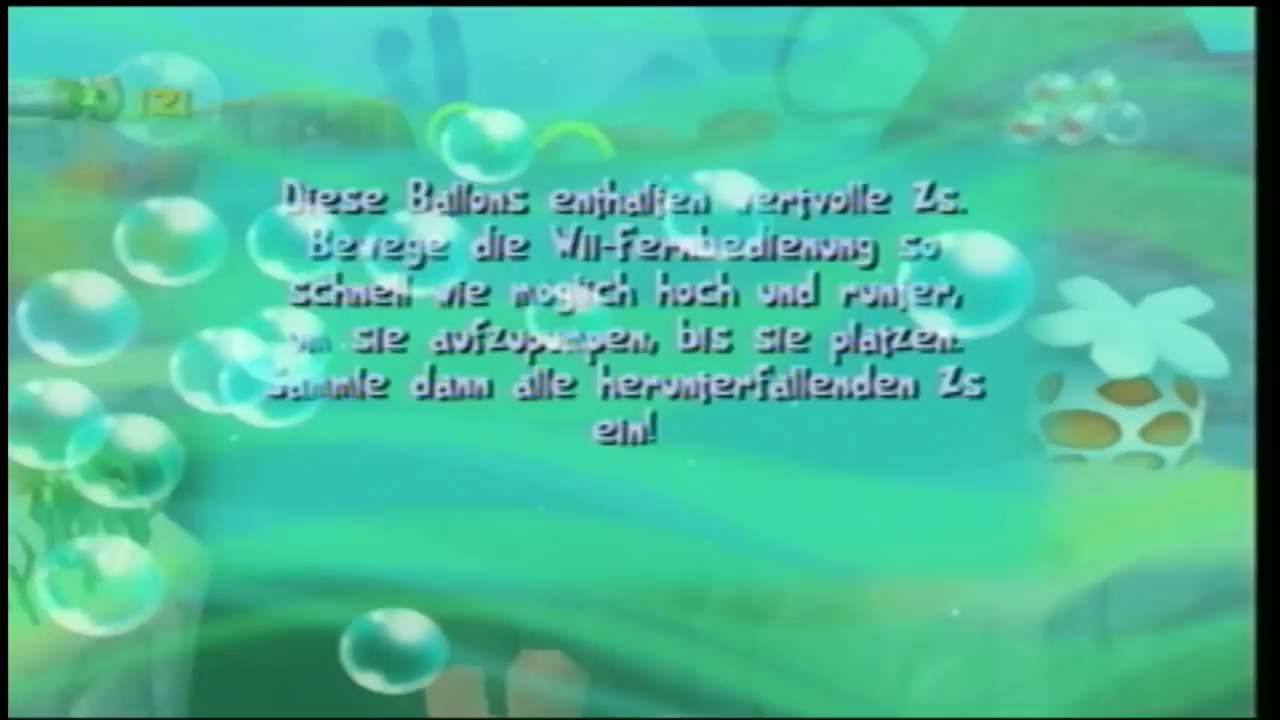 121
Diese Ballons enthalten wertvolle Zs.
Bewege die Wii-Fernbedienung so
schnell wie möglich hoch und runter,
um sie aufzupumpen, bis sie platzen.
Sammle dann alle herunterfallenden Zs
ein!